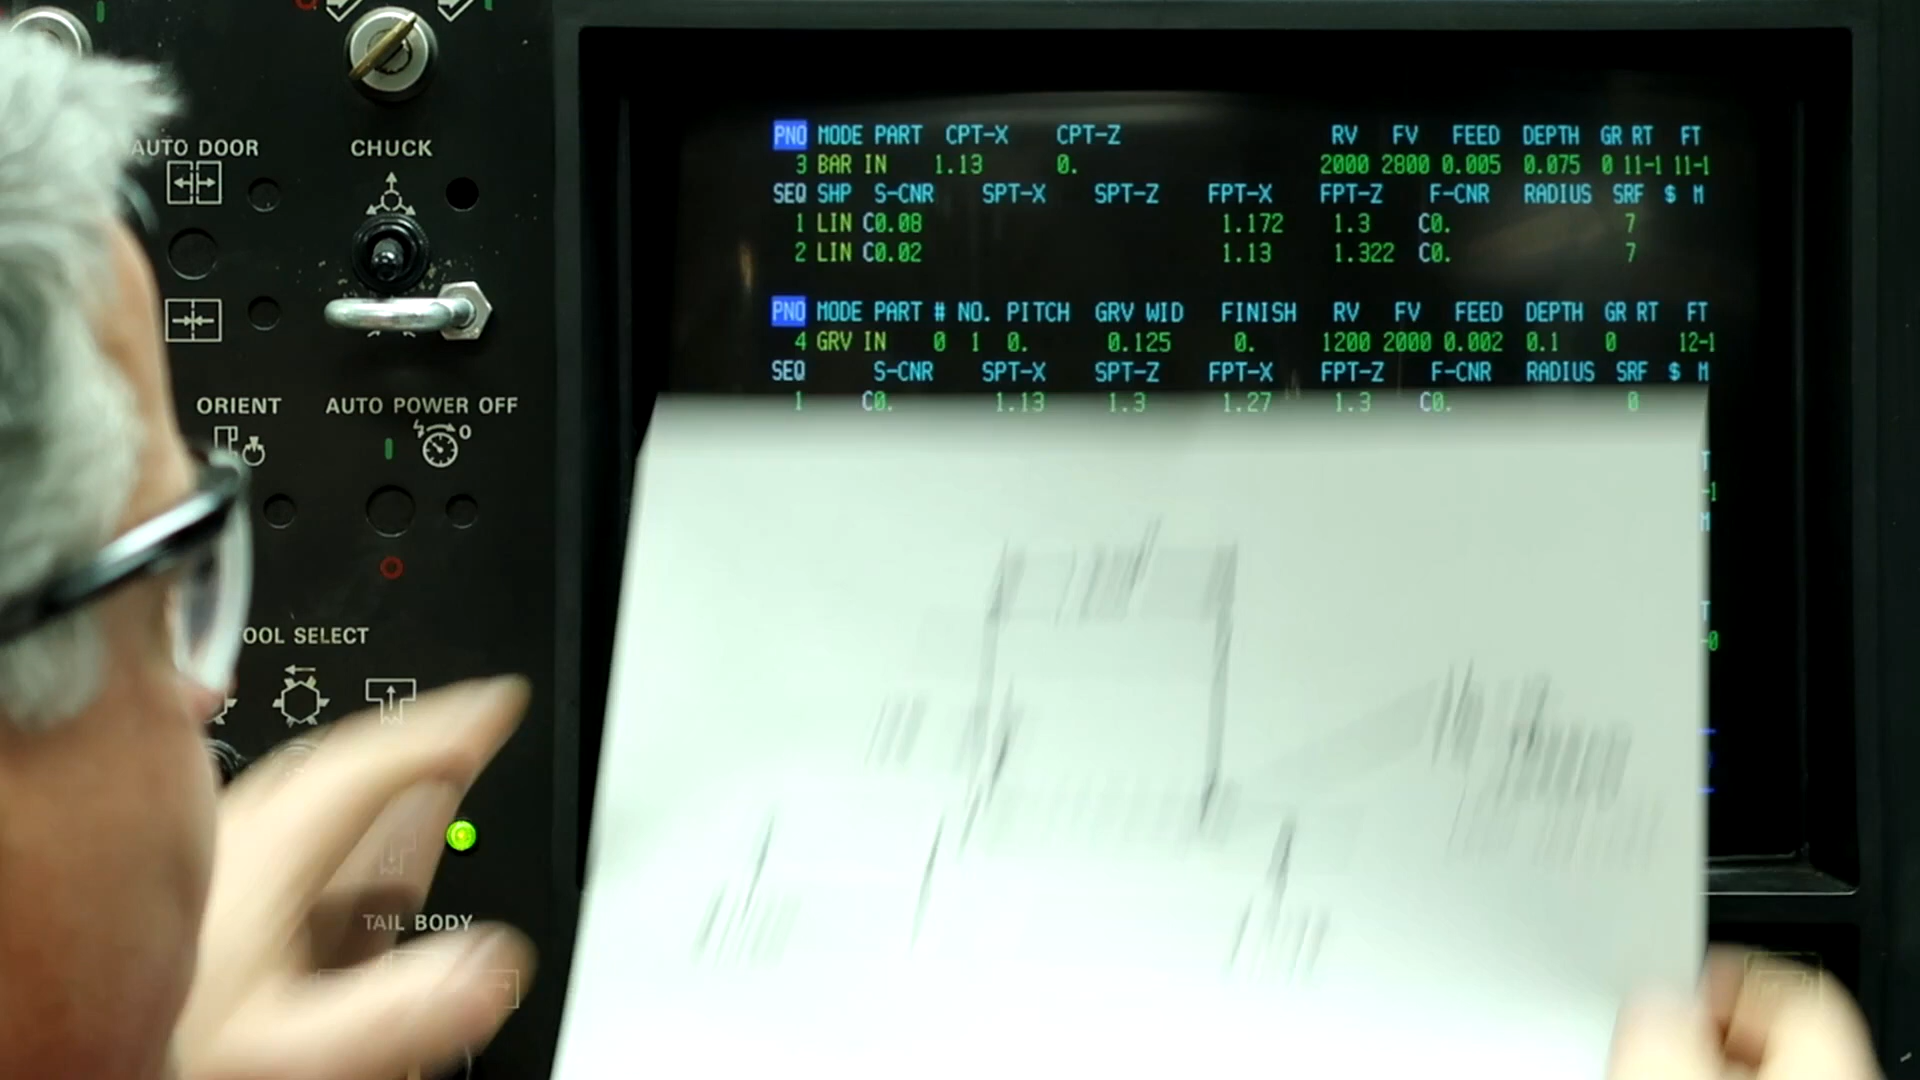 AUTO DOOR
CHUCK
ORIENT
AUTO POWER OFF
OOL SELECT
TAIL BODY
PNO MODE PART CPT-X CPT-Z RV FV FEED DEPTH GR RT FT
3 BAR IN 1.13 0. 2000 2800 0.005 0.075 0 11-1 11-1
SEQ SHP S-CNR SPT-X SPT-Z FPT-X FPT-Z F-CNR RADIUS SRF $ M
1 LIN C0.08 1.172 1.3 C0. 7
2 LIN C0.02 1.13 1.322 C0. 7
PNO MODE PART # NO. PITCH GRV WID FINISH RV FV FEED DEPTH GR RT FT
4 GRV IN 0 1 0. 0.125 0. 1200 2000 0.002 0.1 0 12-1
SEQ S-CNR SPT-X SPT-Z FPT-X FPT-Z F-CNR RADIUS SRF $ M
1 C0. 1.13 1.3 1.27 1.3 C0. 0